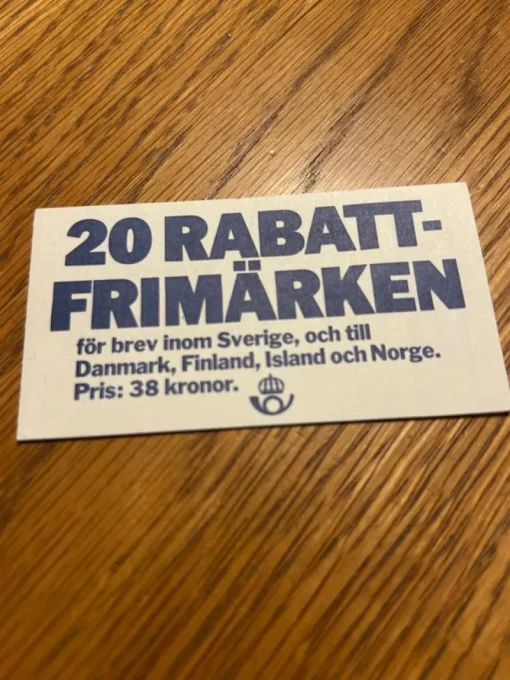 20 RABATT-
FRIMÄRKEN
för brev inom Sverige, och till
Danmark, Finland, Island och Norge.
Pris: 38 kronor.